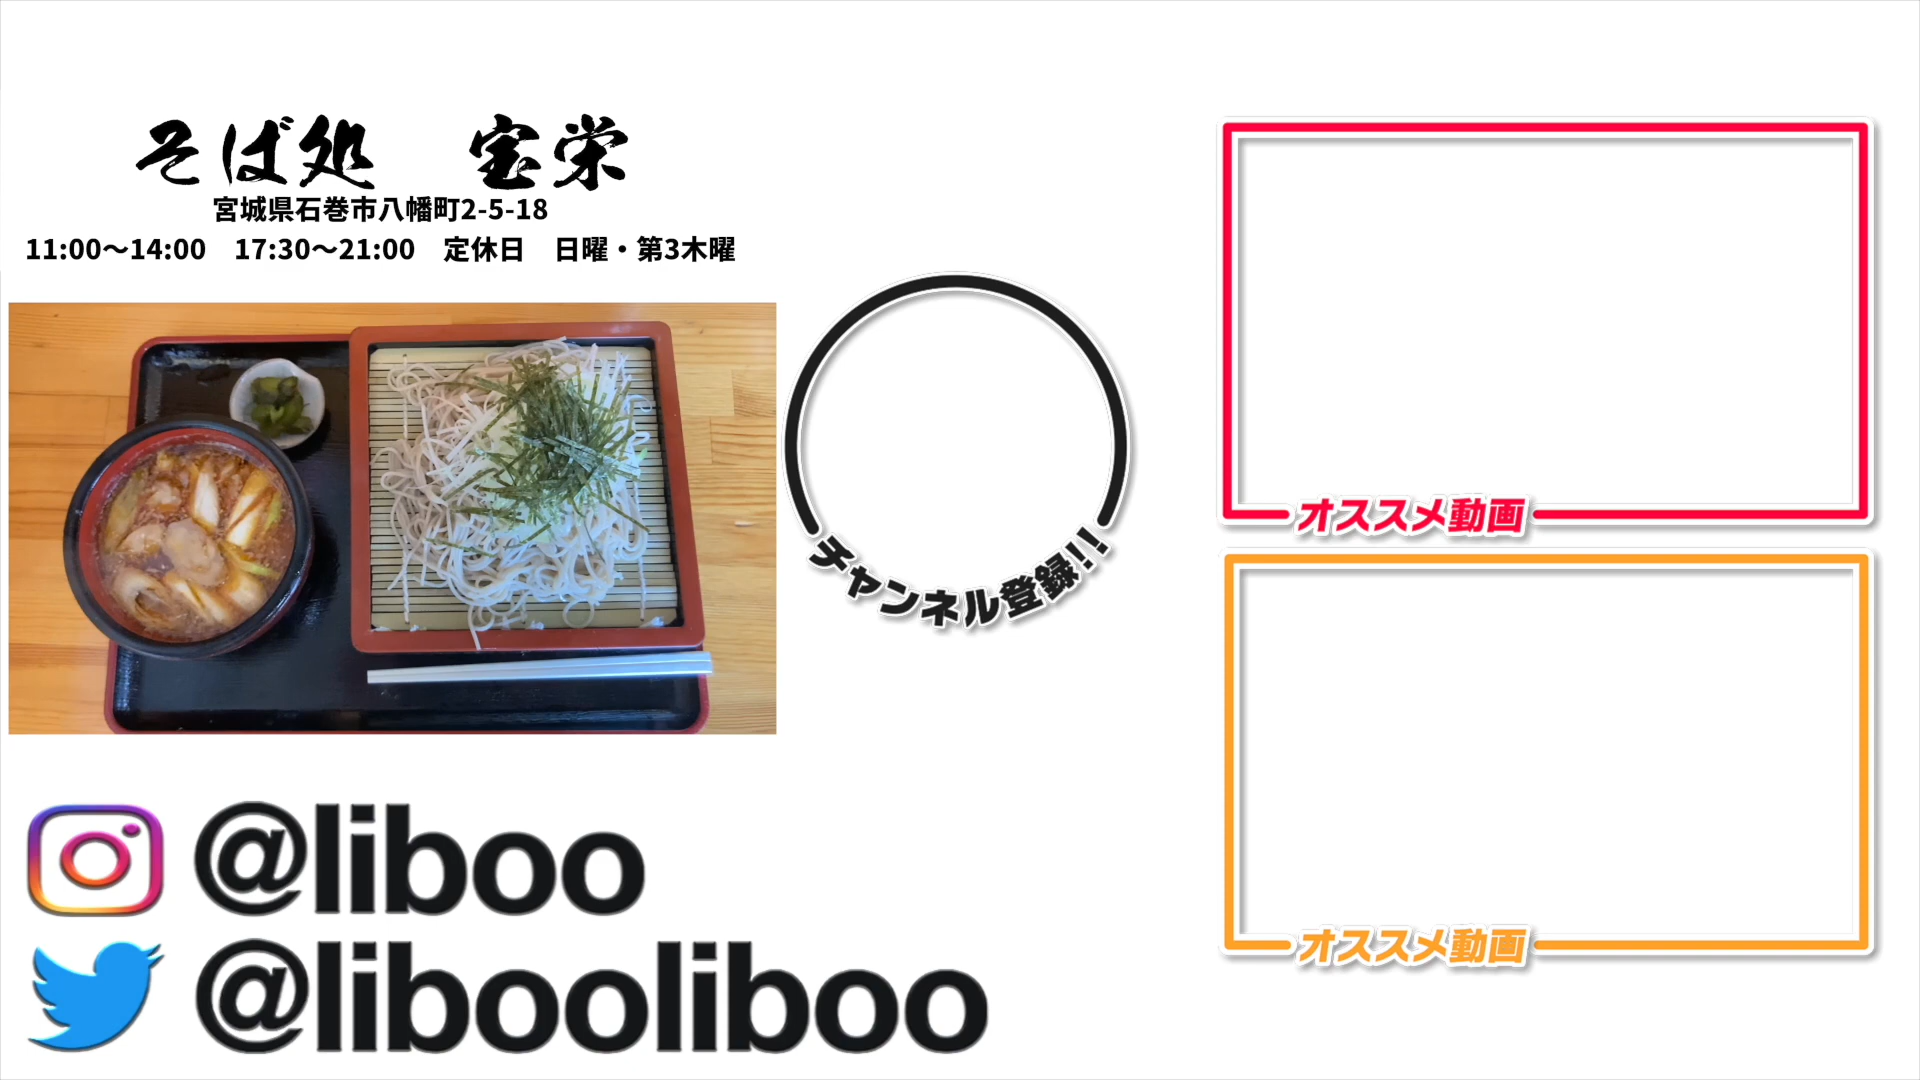 そば処　宝栄
宮城県石巻市八幡町2-5-18
11:00〜14:00　17:30〜21:00　定休日　日曜・第3木曜
チャンネル登録!!
オススメ動画
オススメ動画
@liboo
@libooliboo